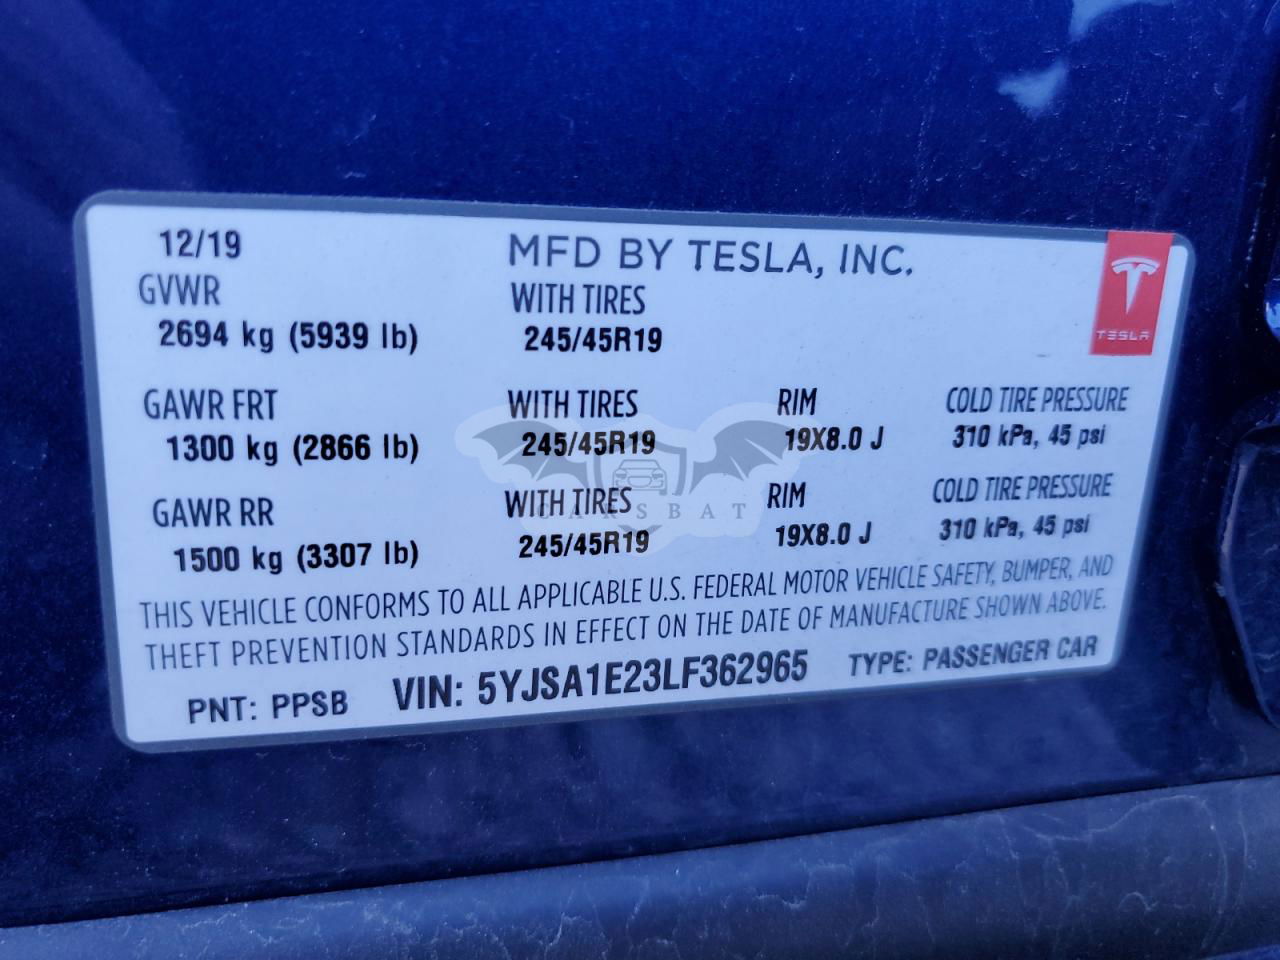 12/19 MFD BY TESLA, INC.
GVWR WITH TIRES
2694 kg (5939 lb) 245/45R19
TESLA
GAWR FRT WITH TIRES RIM COLD TIRE PRESSURE
1300 kg (2866 lb) 245/45R19 19X8.0 J 310 kPa, 45 psi
GAWR RR WITH TIRES RIM COLD TIRE PRESSURE
CARSBAT
1500 kg (3307 lb) 245/45R19 19X8.0 J 310 kPa, 45 psi
THIS VEHICLE CONFORMS TO ALL APPLICABLE U.S. FEDERAL MOTOR VEHICLE SAFETY, BUMPER, AND
THEFT PREVENTION STANDARDS IN EFFECT ON THE DATE OF MANUFACTURE SHOWN ABOVE.
PNT: PPSB VIN: 5YJSA1E23LF362965 TYPE: PASSENGER CAR